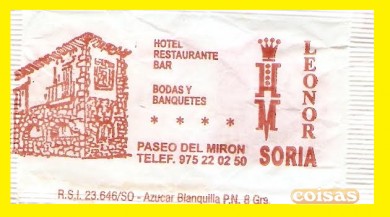 HOTEL
RESTAURANTE
BAR
BODAS Y
BANQUETES
* * * *
PASEO DEL MIRON
TELEF. 975 22 02 50
HM
LEONOR
SORIA
R.S.I. 23.646/SO - Azucar Blanquilla P.N. 8 Grs.
coisas